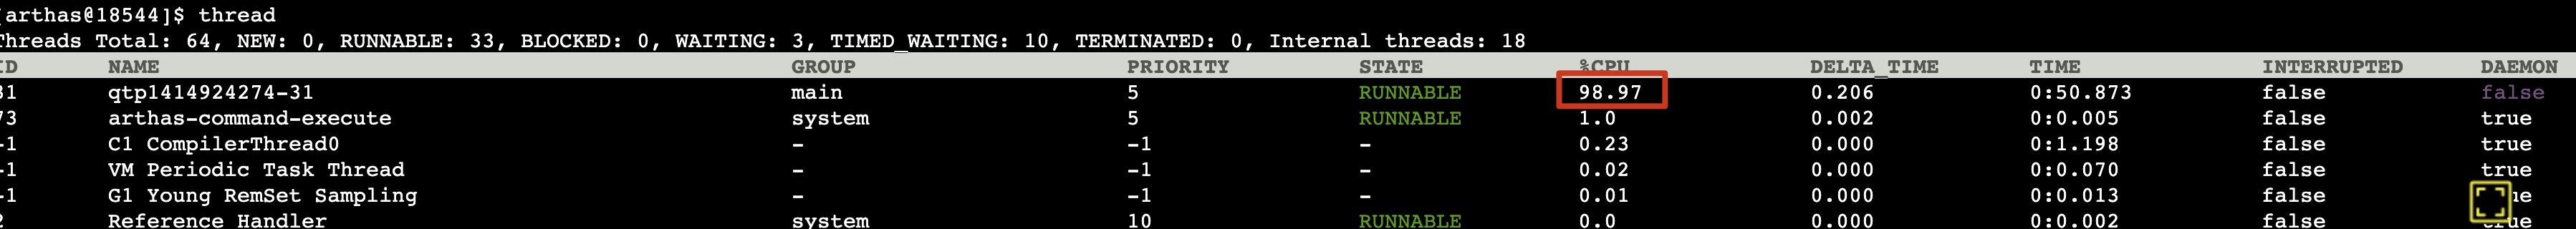 [arthas@18544]$ thread
Threads Total: 64, NEW: 0, RUNNABLE: 33, BLOCKED: 0, WAITING: 3, TIMED_WAITING: 10, TERMINATED: 0, Internal threads: 18
ID NAME GROUP PRIORITY STATE %CPU DELTA_TIME TIME INTERRUPTED DAEMON
31 qtp1414924274-31 main 5 RUNNABLE 98.97 0.206 0:50.873 false false
73 arthas-command-execute system 5 RUNNABLE 1.0 0.002 0:0.005 false true
-1 C1 CompilerThread0 - -1 - 0.23 0.000 0:1.198 false true
-1 VM Periodic Task Thread - -1 - 0.02 0.000 0:0.070 false true
-1 G1 Young RemSet Sampling - -1 - 0.01 0.000 0:0.013 false
2 Reference Handler system 10 RUNNABLE 0.0 0.000 0:0.002 false true